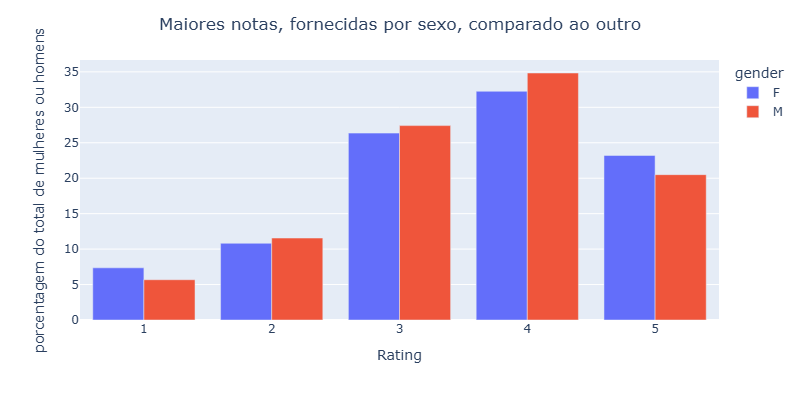 Maiores notas, fornecidas por sexo, comparado ao outro
porcentagem do total de mulheres ou homens
35
30
25
20
15
10
5
0
1
2
3
4
5
Rating
gender
F
M